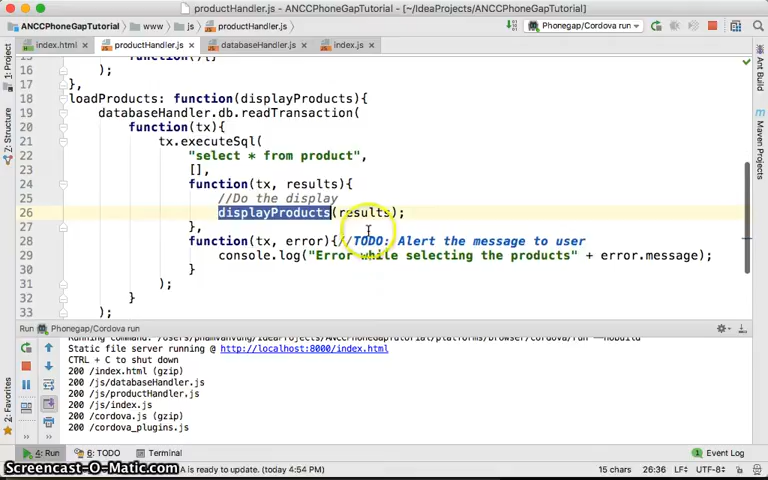 productHandler.js - ANCCPhoneGapTutorial - [~/IdeaProjects/ANCCPhoneGapTutorial]
ANCCPhoneGapTutorial www js productHandler.js Phonegap/Cordova run
index.html productHandler.js databaseHandler.js index.js
1: Project
7: Structure
2: Favorites
Ant Build
Maven Projects
15 function(){}
16 );
17 },
18 loadProducts: function(displayProducts){
19 databaseHandler.db.readTransaction(
20 function(tx){
21 tx.executeSql(
22 "select * from product",
23 [],
24 function(tx, results){
25 //Do the display
26 displayProducts(results);
27 },
28 function(tx, error){//TODO: Alert the message to user
29 console.log("Error while selecting the products" + error.message);
30 }
31 );
32 }
33 );
Run Phonegap/Cordova run
Static file server running @ http://localhost:8000/index.html
CTRL + C to shut down
200 /index.html (gzip)
200 /js/databaseHandler.js
200 /js/productHandler.js
200 /js/index.js
200 /cordova.js (gzip)
200 /cordova_plugins.js
4: Run 6: TODO Terminal Event Log
Screencast-O-Matic.com A is ready to update. (today 4:54 PM) 15 chars 26:36 LF÷ UTF-8÷